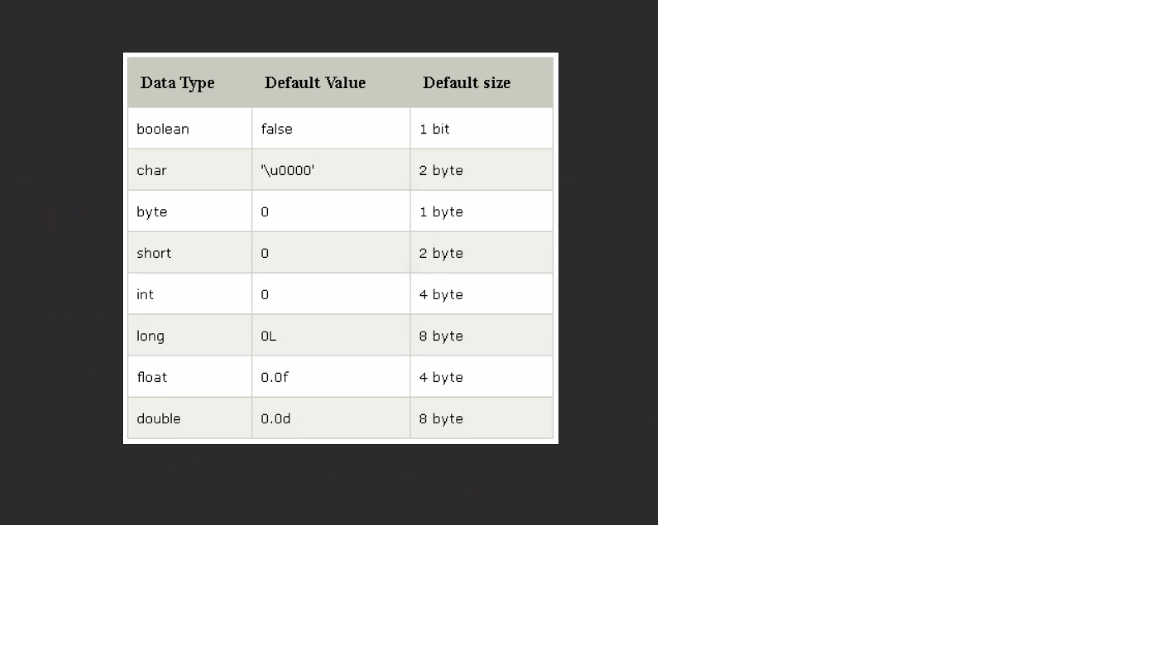 Data Type Default Value Default size
boolean false 1 bit
char '\u0000' 2 byte
byte 0 1 byte
short 0 2 byte
int 0 4 byte
long 0L 8 byte
float 0.0f 4 byte
double 0.0d 8 byte